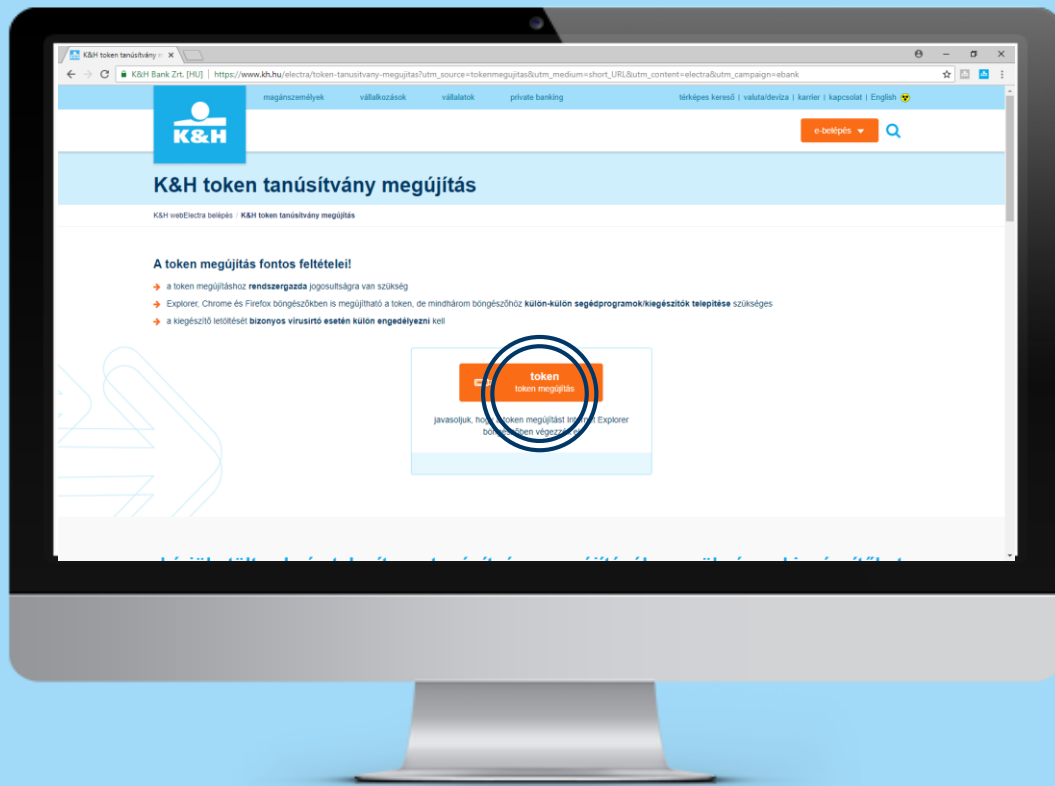 K&H token tanúsítvány
K&H Bank Zrt. [HU] | https://www.kh.hu/electra/token-tanusitvany-megujitas?utm_source=tokenmegujitas&utm_medium=short_URL&utm_content=electra&utm_campaign=ebank
magánszemélyek vállalkozások vállalatok private banking térképes kereső | valuta/deviza | karrier | kapcsolat | English
K&H
e-belépés
K&H token tanúsítvány megújítás
K&H webElectra belépés / K&H token tanúsítvány megújítás
A token megújítás fontos feltételei!
a token megújításhoz rendszergazda jogosultságra van szükség
Explorer, Chrome és Firefox böngészőkben is megújítható a token, de mindhárom böngészőhöz külön-külön segédprogramok/kiegészítők telepítése szükséges
a kiegészítő letöltését bizonyos vírusirtó esetén külön engedélyezni kell
token
token megújítás
javasoljuk, hogy a token megújítást Internet Explorer
böngészőben